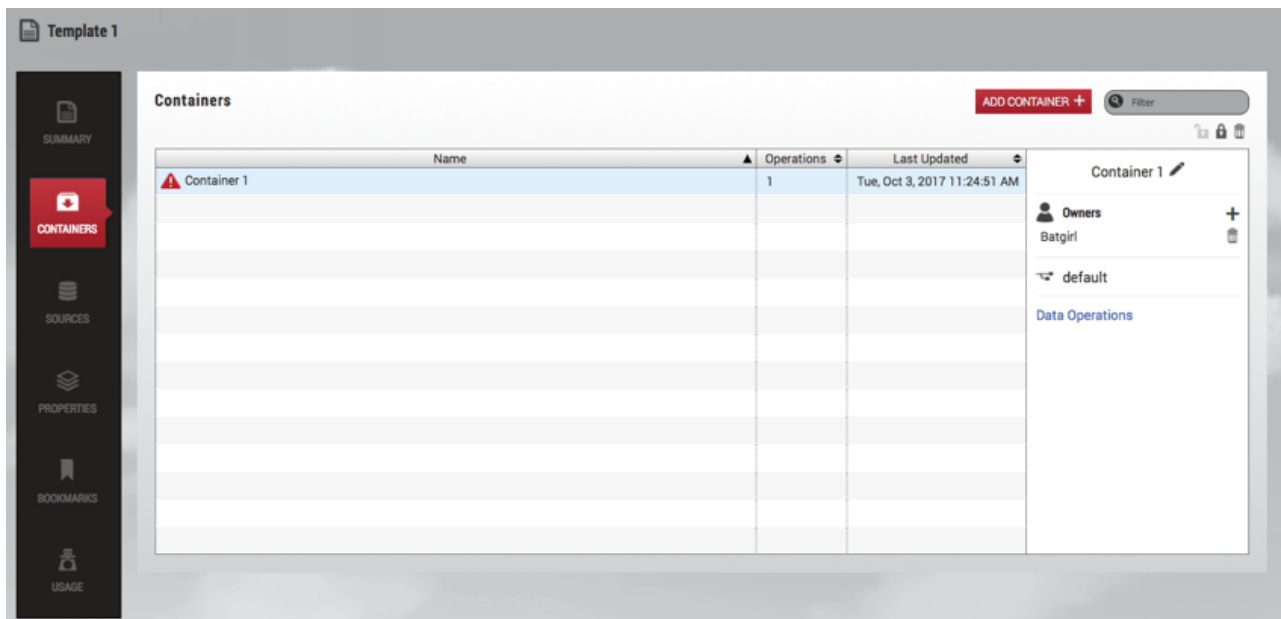 Template 1
SUMMARY
CONTAINERS
SOURCES
PROPERTIES
BOOKMARKS
USAGE
Containers
ADD CONTAINER +
Filter
Name Operations Last Updated
Container 1 1 Tue, Oct 3, 2017 11:24:51 AM
Container 1
Owners
Batgirl
default
Data Operations